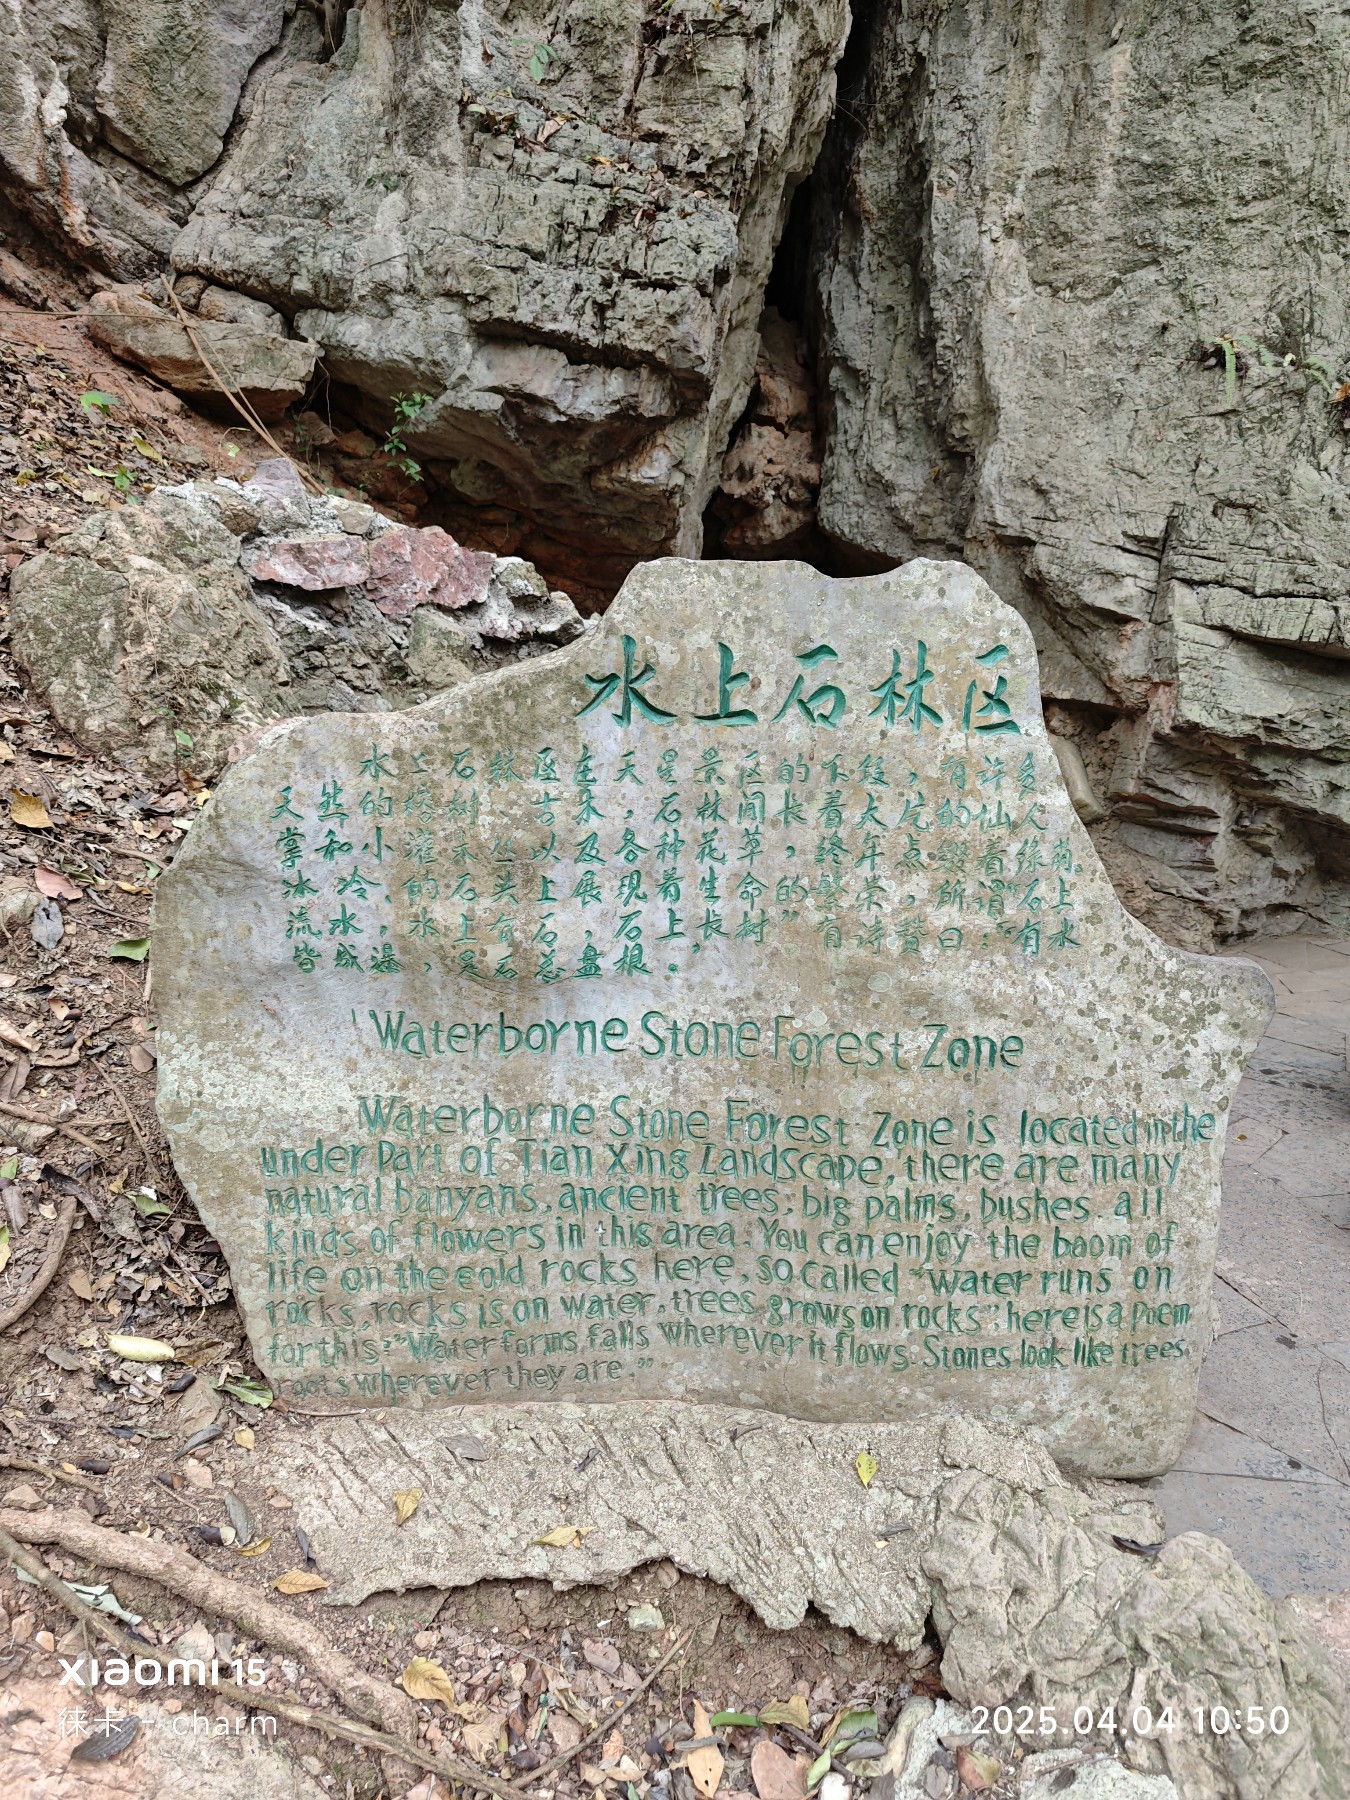 水上石林区
水上石林区在天星景区的下段，有许多
天然的榕树、古木，石林间长着太片的仙人
掌和小灌木丛以及各种花草，终年点缀着绿荫。
冰冷的石头上展现着生命的繁荣，所谓“石上
流水，水上有石，石上长树”有诗赞曰：“有水
皆成瀑，是石总盘根。”
Waterborne Stone Forest Zone
Waterborne Stone Forest Zone is located in the
under part of Tian Xing Landscape, there are many
natural banyans, ancient trees, big palms, bushes, all
kinds of flowers in this area. You can enjoy the boom of
life on the cold rocks here, so called "Water runs on
rocks, rocks is on water, trees grows on rocks", here is a poem
for this: "Water forms falls wherever it flows. Stones look like trees,
roots wherever they are."
xiaomi 15
徕卡 - charm
2025.04.04 10:50